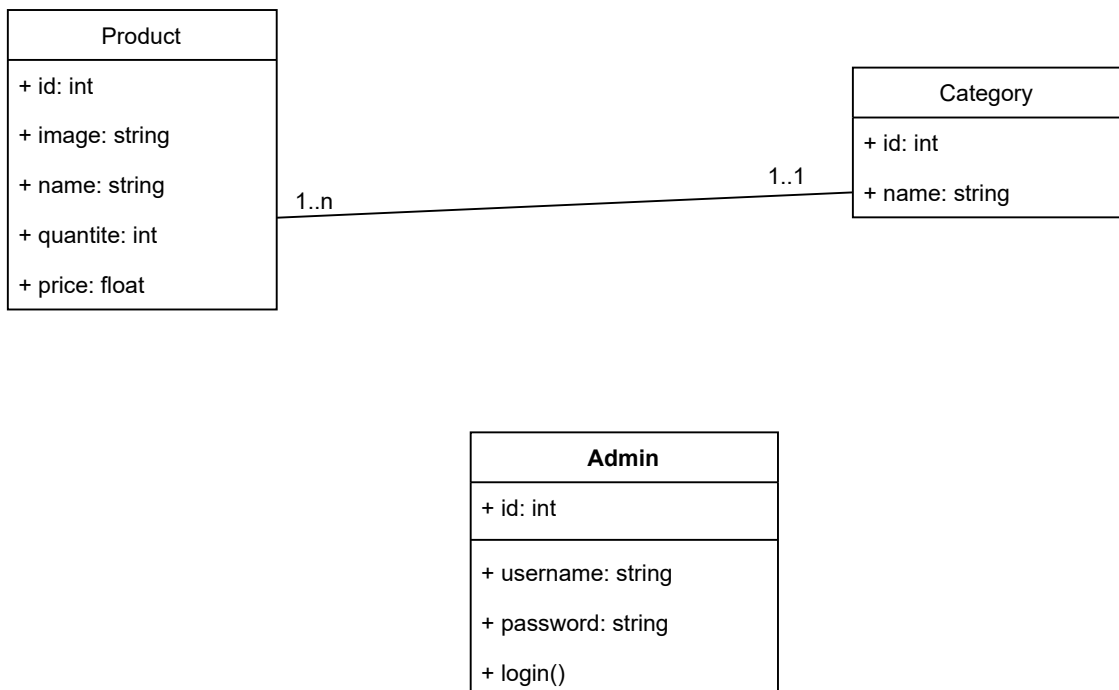 Product
+ id: int
+ image: string
+ name: string
+ quantite: int
+ price: float
1..n
1..1
Category
+ id: int
+ name: string
Admin
+ id: int
+ username: string
+ password: string
+ login()